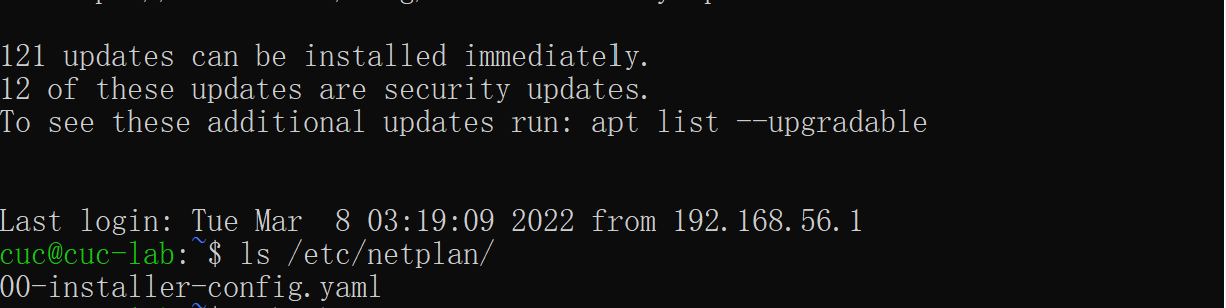 121 updates can be installed immediately.
12 of these updates are security updates.
To see these additional updates run: apt list --upgradable
Last login: Tue Mar  8 03:19:09 2022 from 192.168.56.1
cuc@cuc-lab:~$ ls /etc/netplan/
00-installer-config.yaml